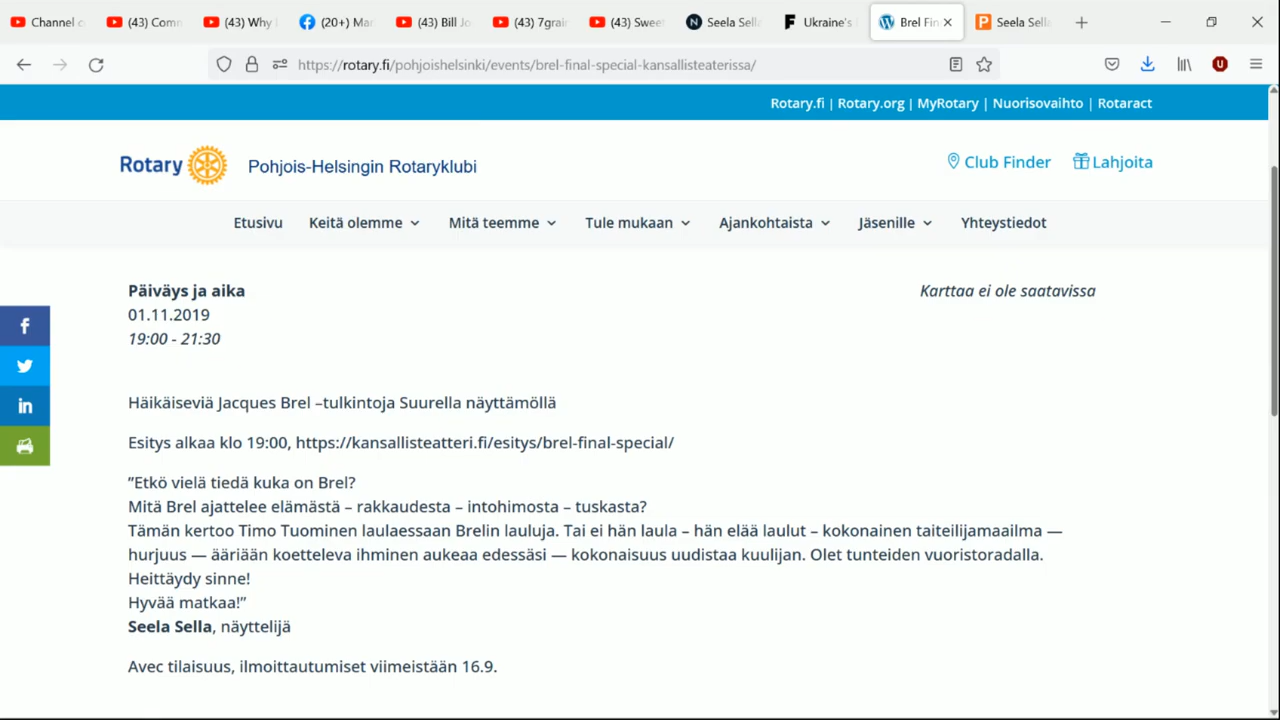 Channel c
(43) Comm
(43) Why I
(20+) Mar
(43) Bill Jo
(43) 7grai
(43) Swee
Seela Sella
Ukraine's
Brel Fin
Seela Sella
https://rotary.fi/pohjoishelsinki/events/brel-final-special-kansallisteaterissa/
Rotary.fi | Rotary.org | MyRotary | Nuorisovaihto | Rotaract
Rotary Pohjois-Helsingin Rotaryklubi
Club Finder Lahjoita
Etusivu Keitä olemme Mitä teemme Tule mukaan Ajankohtaista Jäsenille Yhteystiedot
Päiväys ja aika
Karttaa ei ole saatavissa
01.11.2019
19:00 - 21:30
Häikäiseviä Jacques Brel –tulkintoja Suurella näyttämöllä
Esitys alkaa klo 19:00, https://kansallisteatteri.fi/esitys/brel-final-special/
”Etkö vielä tiedä kuka on Brel?
Mitä Brel ajattelee elämästä – rakkaudesta – intohimosta – tuskasta?
Tämän kertoo Timo Tuominen laulaessaan Brelin lauluja. Tai ei hän laula – hän elää laulut – kokonainen taiteilijamaailma —
hurjuus — ääriään koetteleva ihminen aukeaa edessäsi — kokonaisuus uudistaa kuulijan. Olet tunteiden vuoristoradalla.
Heittäydy sinne!
Hyvää matkaa!”
Seela Sella, näyttelijä
Avec tilaisuus, ilmoittautumiset viimeistään 16.9.